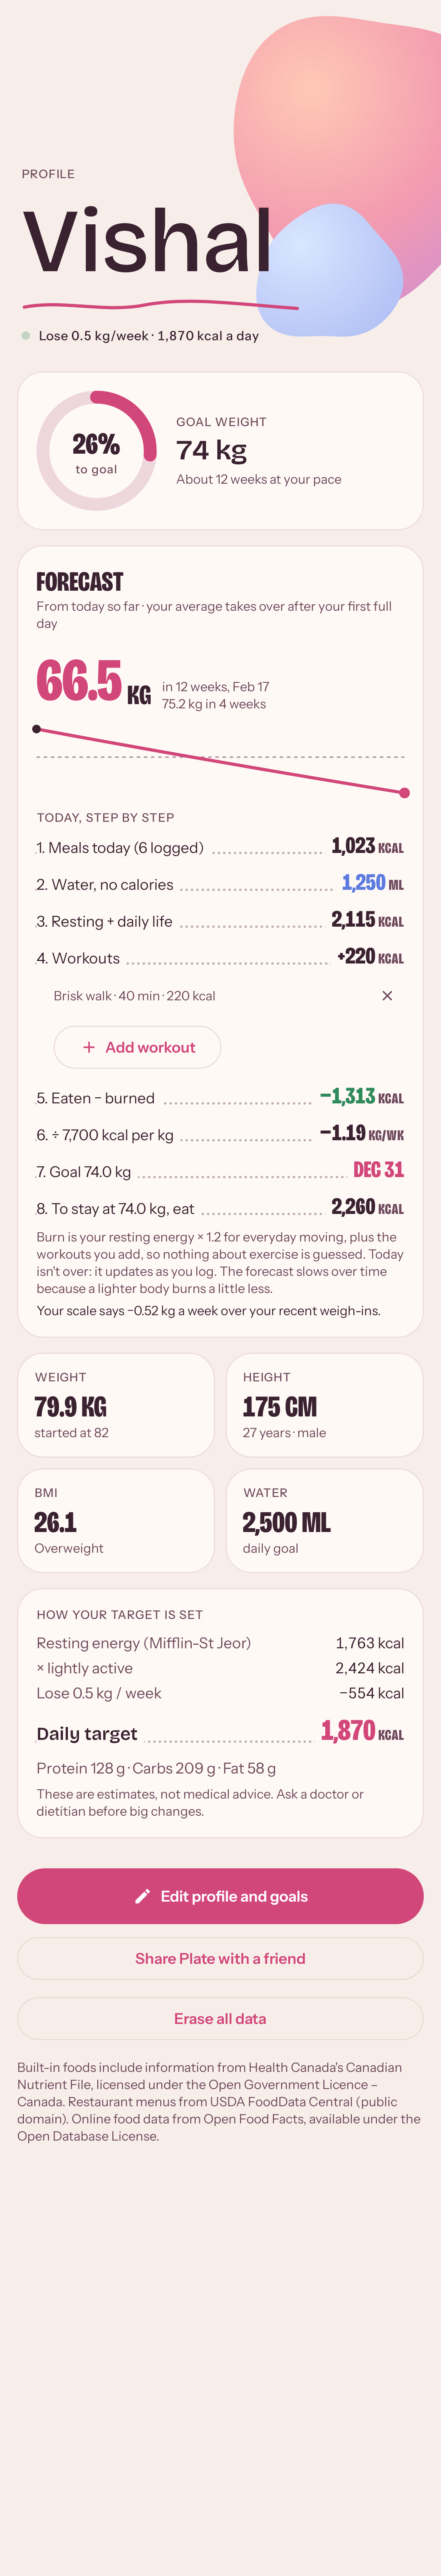 PROFILE
Vishal
Lose 0.5 kg/week · 1,870 kcal a day
26%
to goal
GOAL WEIGHT
74 kg
About 12 weeks at your pace
FORECAST
From today so far · your average takes over after your first full
day
66.5 KG
in 12 weeks, Feb 17
75.2 kg in 4 weeks
TODAY, STEP BY STEP
1. Meals today (6 logged) 1,023 KCAL
2. Water, no calories 1,250 ML
3. Resting + daily life 2,115 KCAL
4. Workouts +220 KCAL
Brisk walk · 40 min · 220 kcal ×
+ Add workout
5. Eaten − burned −1,313 KCAL
6. ÷ 7,700 kcal per kg −1.19 KG/WK
7. Goal 74.0 kg DEC 31
8. To stay at 74.0 kg, eat 2,260 KCAL
Burn is your resting energy × 1.2 for everyday moving, plus the
workouts you add, so nothing about exercise is guessed. Today
isn't over: it updates as you log. The forecast slows over time
because a lighter body burns a little less.
Your scale says −0.52 kg a week over your recent weigh-ins.
WEIGHT
79.9 KG
started at 82
HEIGHT
175 CM
27 years · male
BMI
26.1
Overweight
WATER
2,500 ML
daily goal
HOW YOUR TARGET IS SET
Resting energy (Mifflin-St Jeor) 1,763 kcal
× lightly active 2,424 kcal
Lose 0.5 kg / week −554 kcal
Daily target 1,870 KCAL
Protein 128 g · Carbs 209 g · Fat 58 g
These are estimates, not medical advice. Ask a doctor or
dietitian before big changes.
Edit profile and goals
Share Plate with a friend
Erase all data
Built-in foods include information from Health Canada's Canadian
Nutrient File, licensed under the Open Government Licence –
Canada. Restaurant menus from USDA FoodData Central (public
domain). Online food data from Open Food Facts, available under the
Open Database License.